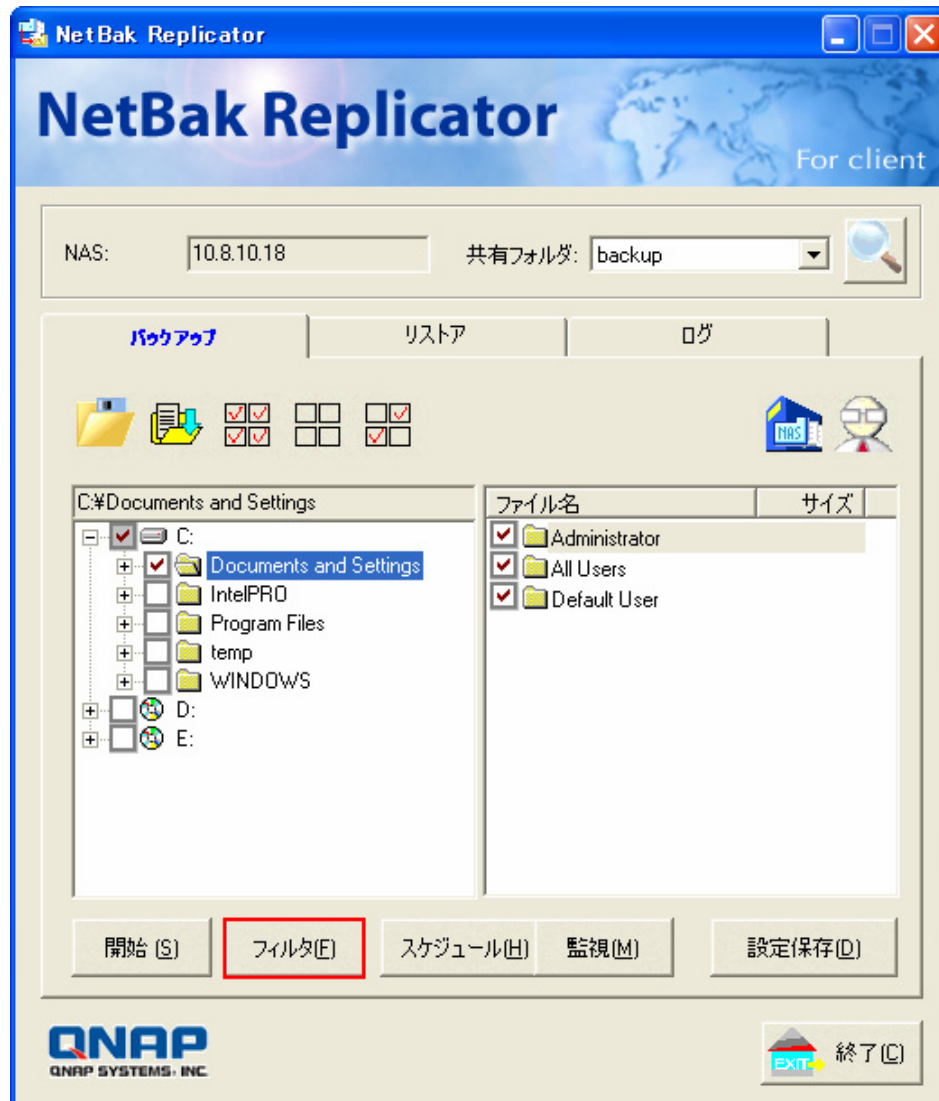 NetBak Replicator
NetBak Replicator
For client
NAS: 10.8.10.18 共有フォルダ: backup
バックアップ リストア ログ
NAS
C:¥Documents and Settings
ファイル名 サイズ
C:
Documents and Settings
IntelPRO
Program Files
temp
WINDOWS
D:
E:
Administrator
All Users
Default User
開始 (S) フィルタ(F) スケジュール(H) 監視(M) 設定保存(D)
QNAP
QNAP SYSTEMS, INC
EXIT 終了(C)